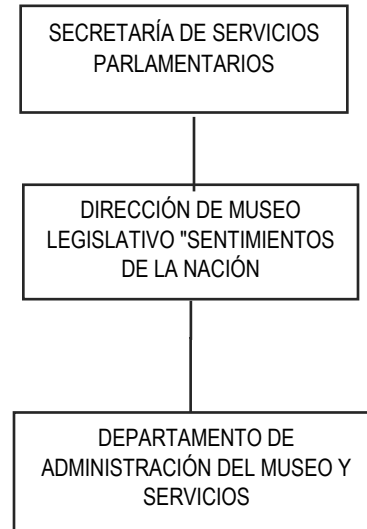 SECRETARÍA DE SERVICIOS
PARLAMENTARIOS
DIRECCIÓN DE MUSEO
LEGISLATIVO "SENTIMIENTOS
DE LA NACIÓN
DEPARTAMENTO DE
ADMINISTRACIÓN DEL MUSEO Y
SERVICIOS